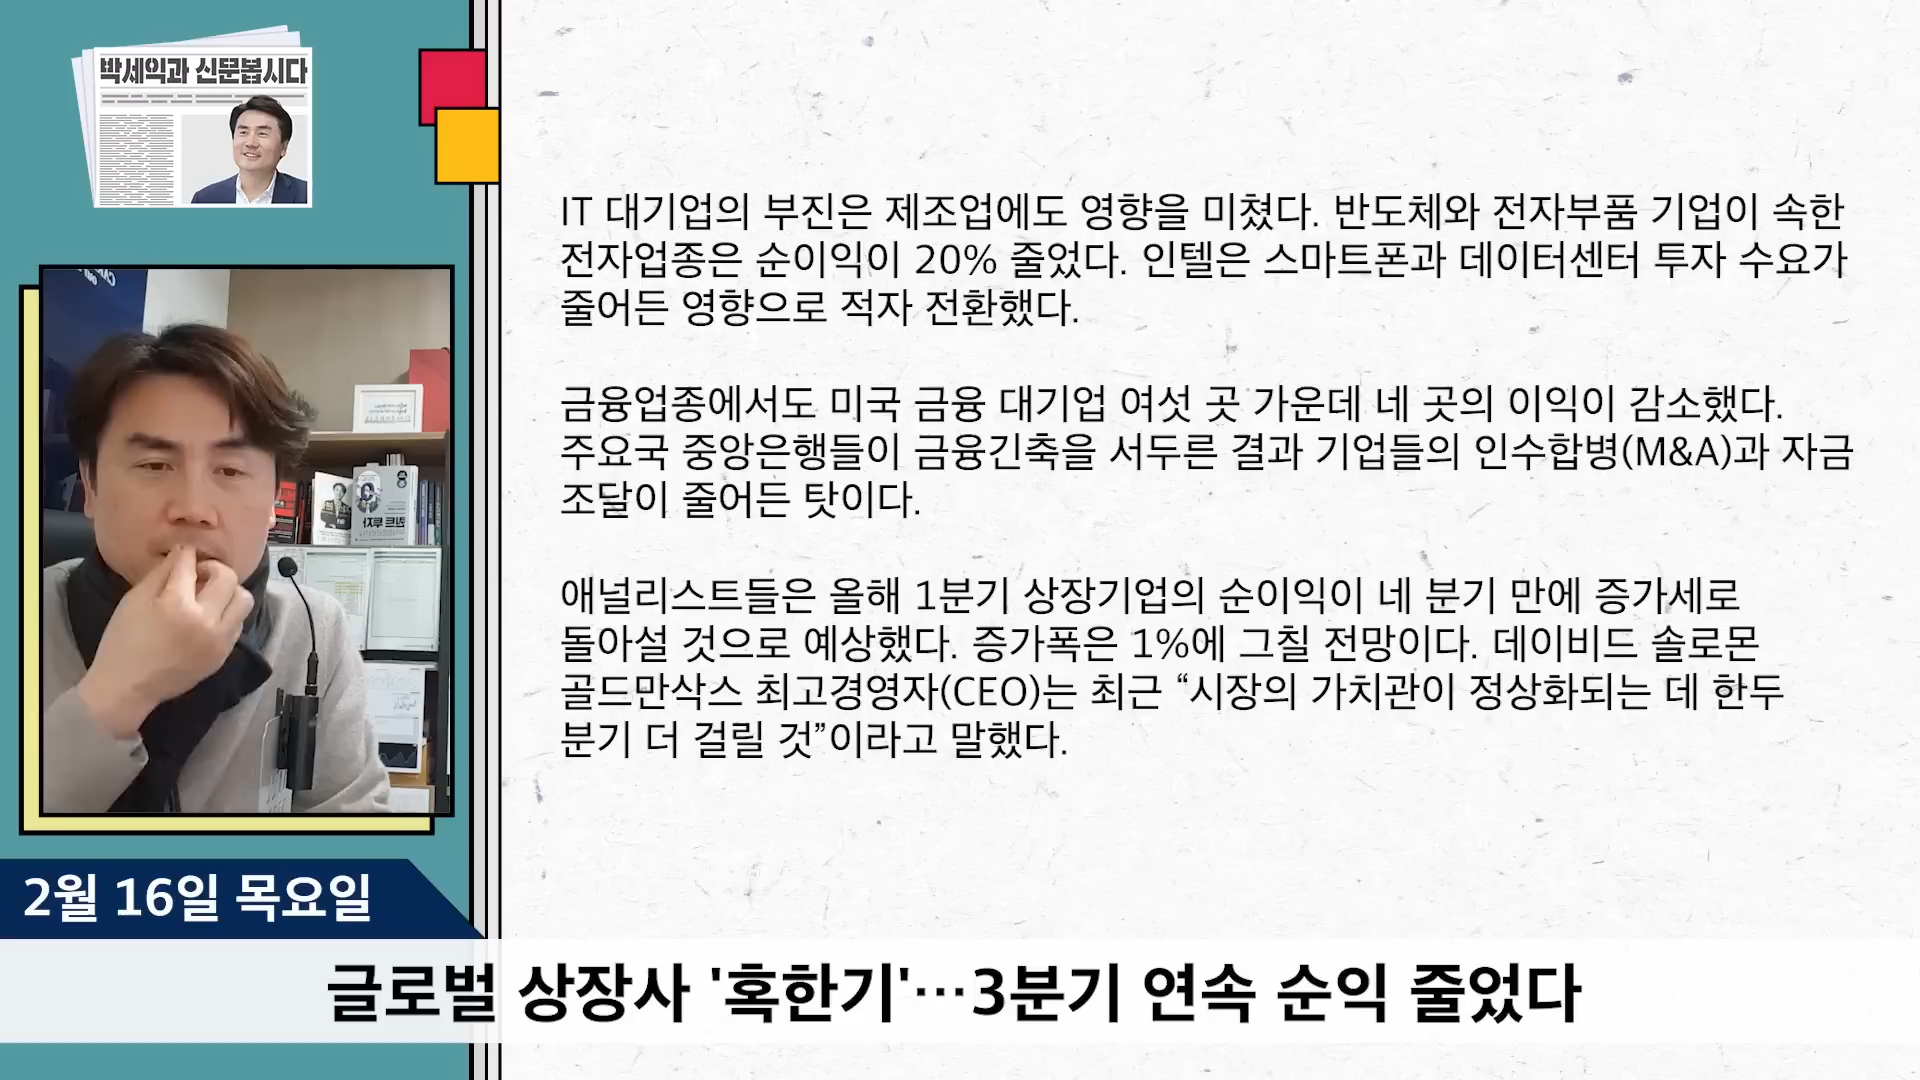 박세익과 신문봅시다
IT 대기업의 부진은 제조업에도 영향을 미쳤다. 반도체와 전자부품 기업이 속한
전자업종은 순이익이 20% 줄었다. 인텔은 스마트폰과 데이터센터 투자 수요가
줄어든 영향으로 적자 전환했다.
금융업종에서도 미국 금융 대기업 여섯 곳 가운데 네 곳의 이익이 감소했다.
주요국 중앙은행들이 금융긴축을 서두른 결과 기업들의 인수합병(M&A)과 자금
조달이 줄어든 탓이다.
애널리스트들은 올해 1분기 상장기업의 순이익이 네 분기 만에 증가세로
돌아설 것으로 예상했다. 증가폭은 1%에 그칠 전망이다. 데이비드 솔로몬
골드만삭스 최고경영자(CEO)는 최근 “시장의 가치관이 정상화되는 데 한두
분기 더 걸릴 것”이라고 말했다.
2월 16일 목요일
글로벌 상장사 '혹한기'…3분기 연속 순익 줄었다